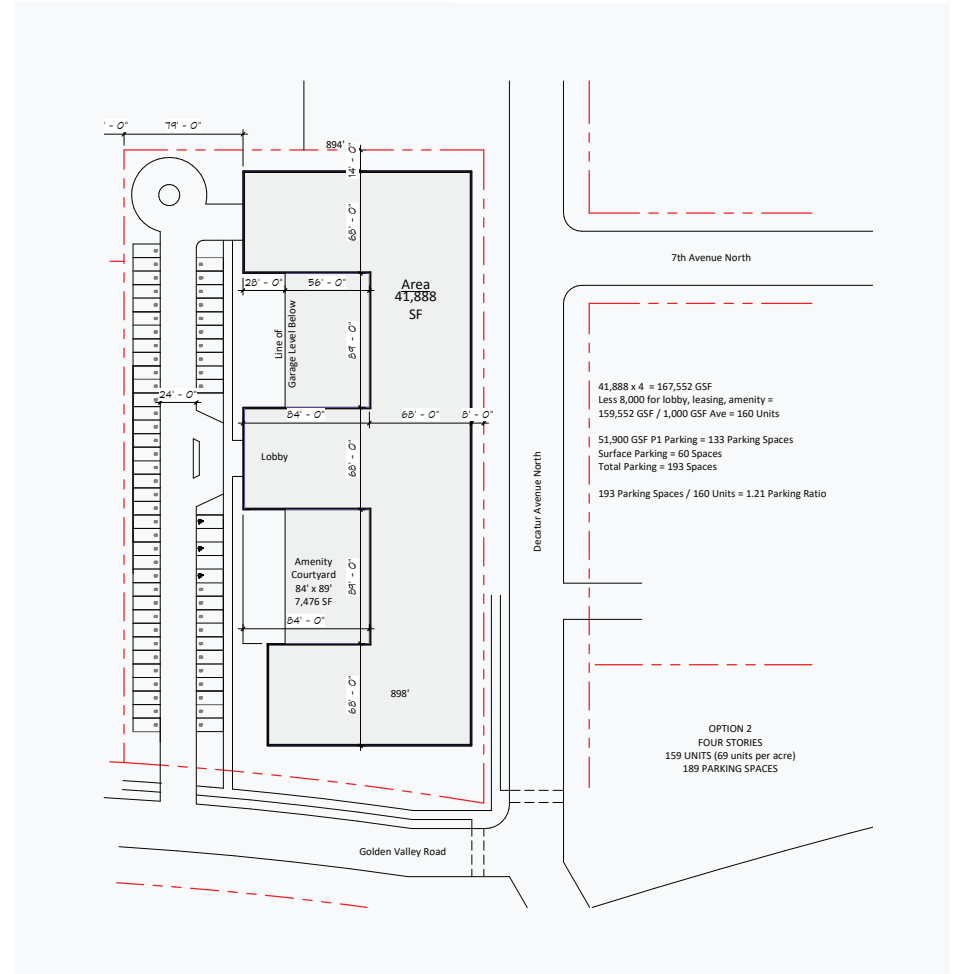 ' - 0"
79' - 0"
894'
14' - 0"
68' - 0"
7th Avenue North
28' - 0"
56' - 0"
Area
41,888
SF
Line of
Garage Level Below
89' - 0"
24' - 0"
84' - 0"
68' - 0"
8' - 0"
41,888 x 4 = 167,552 GSF
Less 8,000 for lobby, leasing, amenity =
159,552 GSF / 1,000 GSF Ave = 160 Units
51,900 GSF P1 Parking = 133 Parking Spaces
Surface Parking = 60 Spaces
Total Parking = 193 Spaces
193 Parking Spaces / 160 Units = 1.21 Parking Ratio
Lobby
68' - 0"
Decatur Avenue North
Amenity
Courtyard
84' x 89'
7,476 SF
89' - 0"
84' - 0"
68' - 0"
898'
OPTION 2
FOUR STORIES
159 UNITS (69 units per acre)
189 PARKING SPACES
Golden Valley Road